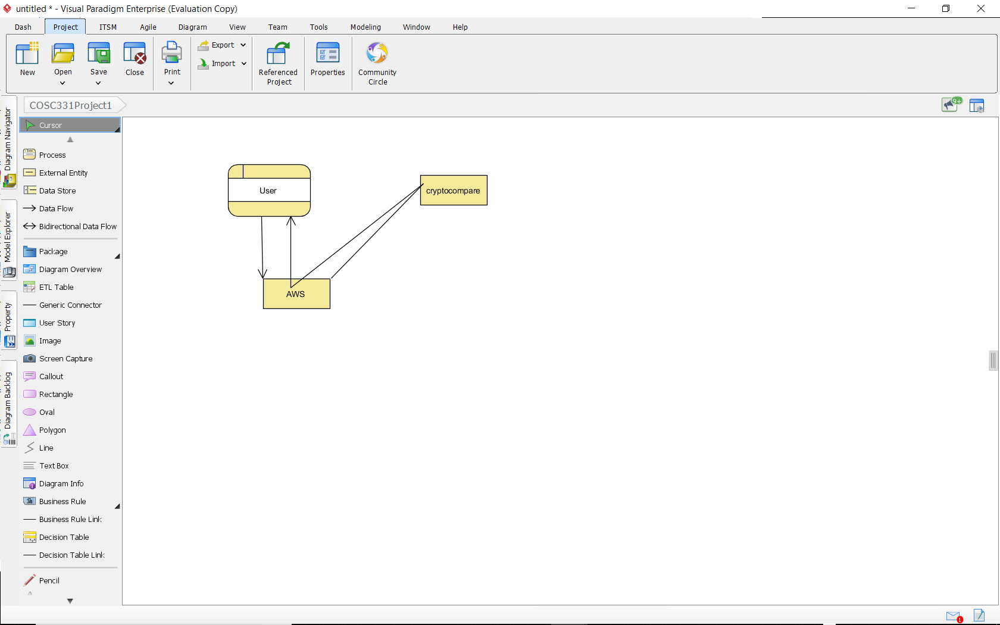 untitled * - Visual Paradigm Enterprise (Evaluation Copy)
Dash Project ITSM Agile Diagram View Team Tools Modeling Window Help
New Open Save Close Print Export Import Referenced Project Properties Community Circle
COSC331Project1
9+
Diagram Navigator
Model Explorer
Property
Diagram Backlog
Cursor
Process
External Entity
Data Store
Data Flow
Bidirectional Data Flow
Package
Diagram Overview
ETL Table
Generic Connector
User Story
Image
Screen Capture
Callout
Rectangle
Oval
Polygon
Line
Text Box
Diagram Info
Business Rule
Business Rule Link
Decision Table
Decision Table Link
Pencil
User
cryptocompare
AWS
1